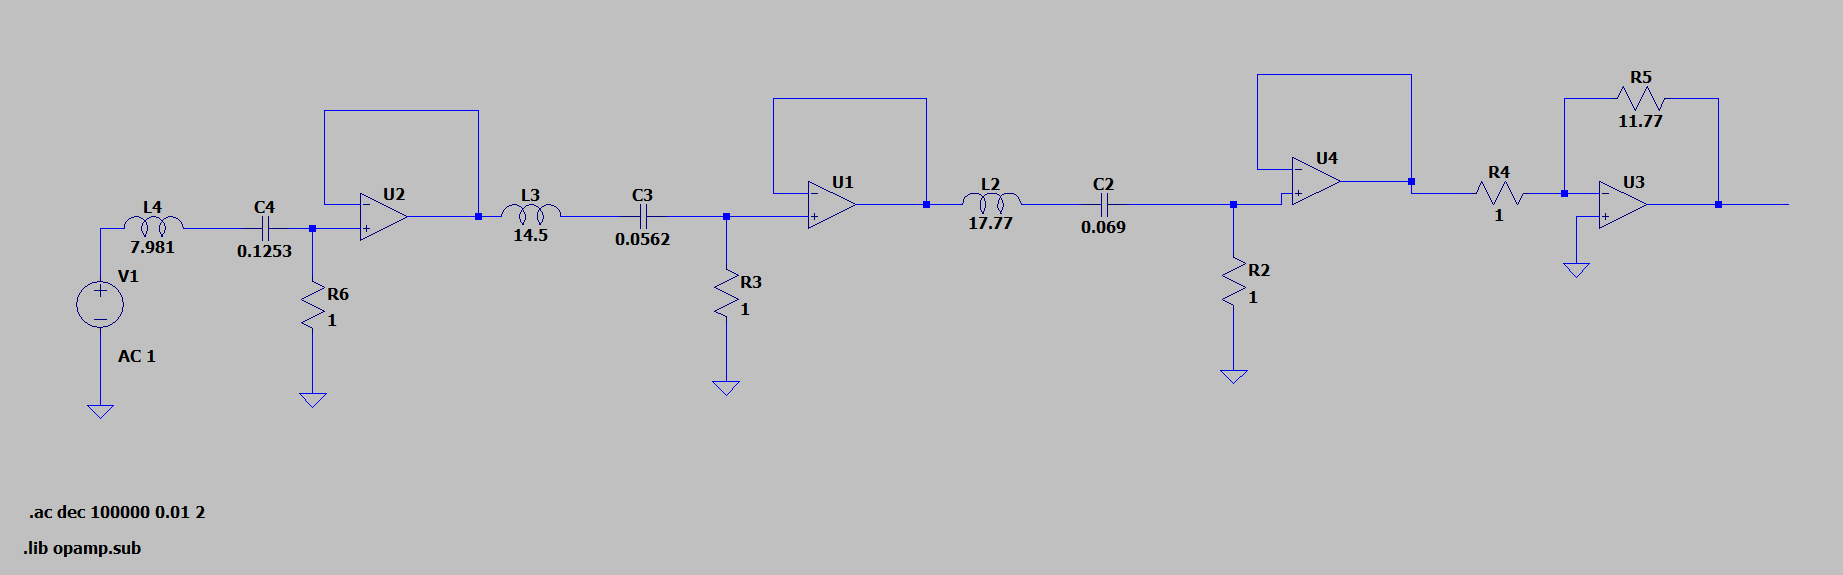 L4
7.981
C4
0.1253
V1
AC 1
R6
1
U2
L3
14.5
C3
0.0562
R3
1
U1
L2
17.77
C2
0.069
R2
1
U4
R4
1
R5
11.77
U3
.ac dec 100000 0.01 2
.lib opamp.sub